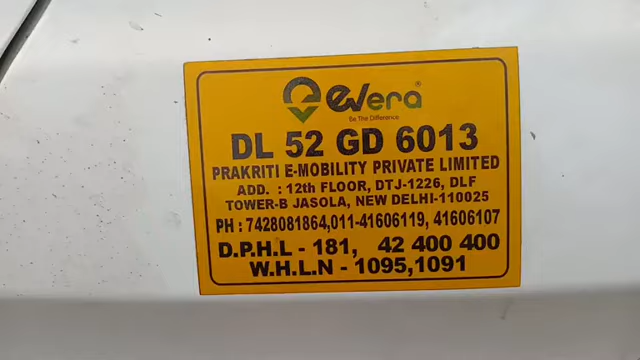 evera®
Be The Difference
DL 52 GD 6013
PRAKRITI E-MOBILITY PRIVATE LIMITED
ADD. : 12th FLOOR, DTJ-1226, DLF
TOWER-B JASOLA, NEW DELHI-110025
PH : 7428081864,011-41606119, 41606107
D.P.H.L - 181, 42 400 400
W.H.L.N - 1095,1091